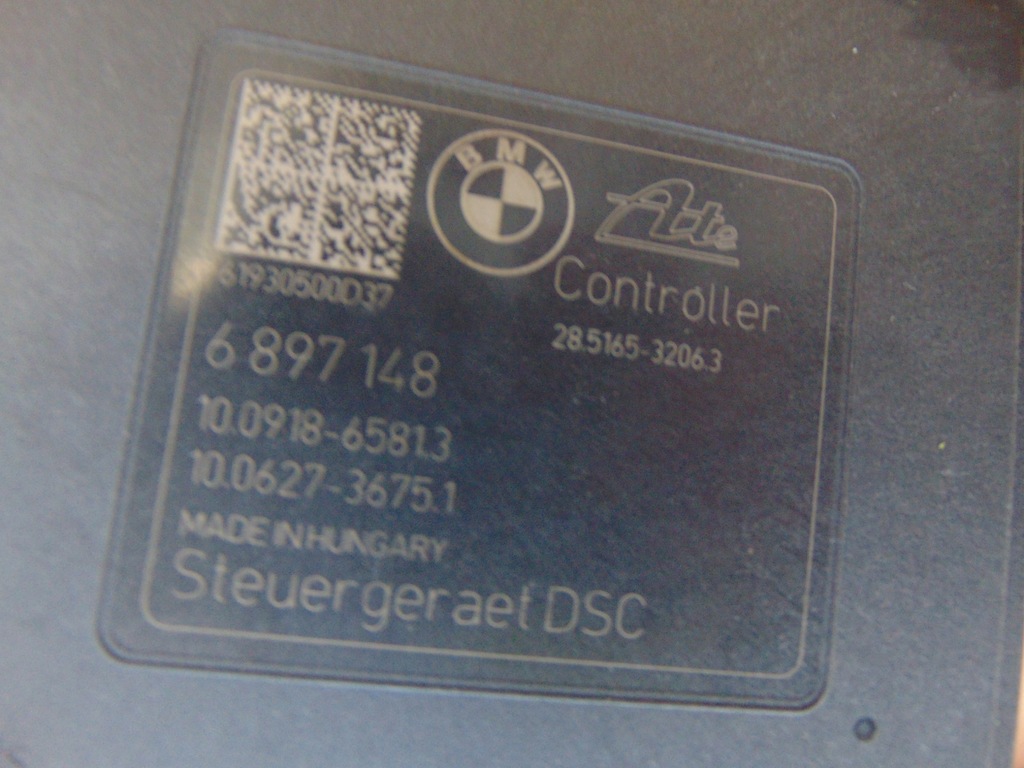 BMW
Ate
Controller
28.5165-3206.3
61930500D37
6 897 148
10.0918-6581.3
10.0627-3675.1
MADE IN HUNGARY
Steuergeraet DSC